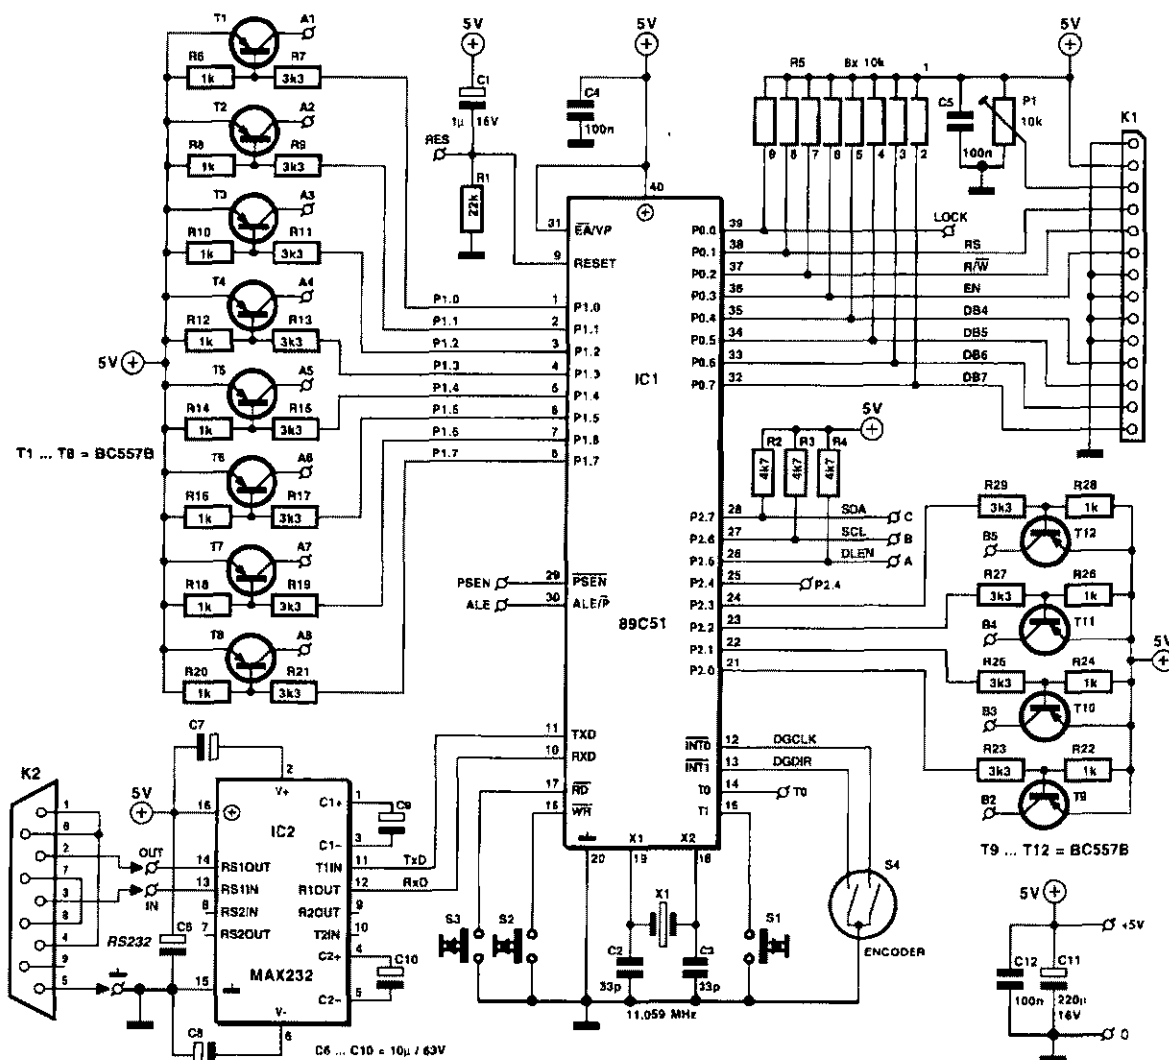 T1
A1
R6
R7
1k
3k3
T2
A2
R8
R9
1k
3k3
T3
A3
R10
R11
1k
3k3
T4
A4
R12
R13
1k
3k3
5V
T5
A5
R14
R15
1k
3k3
T1 ... T8 = BC557B
T6
A6
R16
R17
1k
3k3
T7
A7
R18
R19
1k
3k3
T8
A8
R20
R21
1k
3k3
5V
C1
1µ 16V
RES
R1
22k
5V
C4
100n
40
31 EA/VP
9 RESET
P1.0 1 P1.0
P1.1 2 P1.1
P1.2 3 P1.2
P1.3 4 P1.3
P1.4 5 P1.4
P1.5 6 P1.5
P1.6 7 P1.6
P1.7 8 P1.7
IC1
89C51
PSEN 29 PSEN
ALE 30 ALE/P
11 TXD
10 RXD
17 RD
16 WR
20
X1
19
X2
18
R5 8x 10k 1
9 8 7 6 5 4 3 2
C5
100n
P1
10k
5V
K1
P0.0 39 LOCK
P0.1 38 RS
P0.2 37 R/W
P0.3 36 EN
P0.4 35 DB4
P0.5 34 DB5
P0.6 33 DB6
P0.7 32 DB7
5V
R2 R3 R4
4k7 4k7 4k7
P2.7 28 SDA C
P2.6 27 SCL B
P2.5 26 DLEN A
P2.4 25 P2.4
P2.3 24
P2.2 23
P2.1 22
P2.0 21
INT0 12 DGCLK
INT1 13 DGDIR
T0 14 T0
T1 15
R29
R28
3k3
1k
B5
T12
R27
R26
3k3
1k
B4
T11
5V
R25
R24
3k3
1k
B3
T10
R23
R22
3k3
1k
B2
T9
T9 ... T12 = BC557B
S4
ENCODER
S3
S2
S1
X1
C2
33p
C3
33p
11.059 MHz
5V
+5V
C12
100n
C11
220µ
16V
0
K2
1
6
2
7
3
8
4
9
5
OUT
IN
RS232
5V
C7
C6
C8
2
V+
16
IC2
C1+ 1
C9
C1– 3
14 RS1OUT
T1IN 11 TxD
13 RS1IN
R1OUT 12 RxD
8 RS2IN
R2OUT 9
7 RS2OUT
T2IN 10
C2+ 4
C10
MAX232
15
C2– 5
V-
6
C6 ... C10 = 10µ / 63V